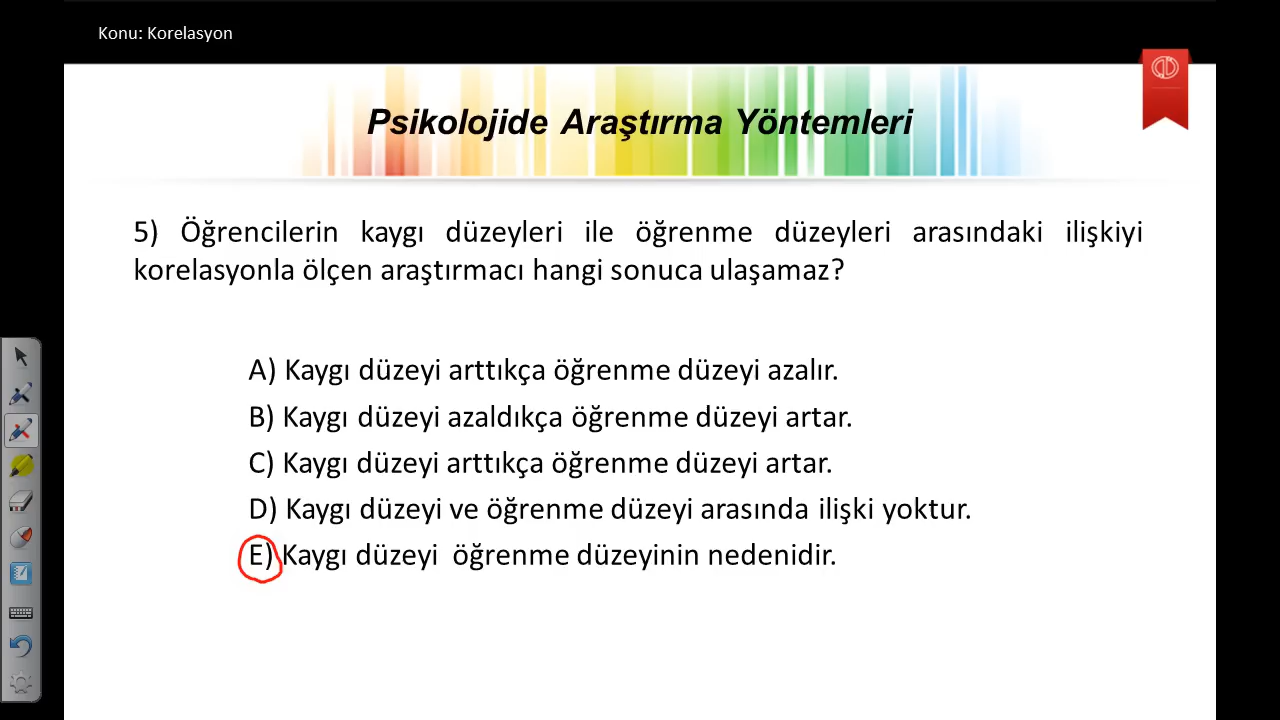 Konu: Korelasyon
Psikolojide Araştırma Yöntemleri
5) Öğrencilerin kaygı düzeyleri ile öğrenme düzeyleri arasındaki ilişkiyi
korelasyonla ölçen araştırmacı hangi sonuca ulaşamaz?
A) Kaygı düzeyi arttıkça öğrenme düzeyi azalır.
B) Kaygı düzeyi azaldıkça öğrenme düzeyi artar.
C) Kaygı düzeyi arttıkça öğrenme düzeyi artar.
D) Kaygı düzeyi ve öğrenme düzeyi arasında ilişki yoktur.
E) Kaygı düzeyi öğrenme düzeyinin nedenidir.